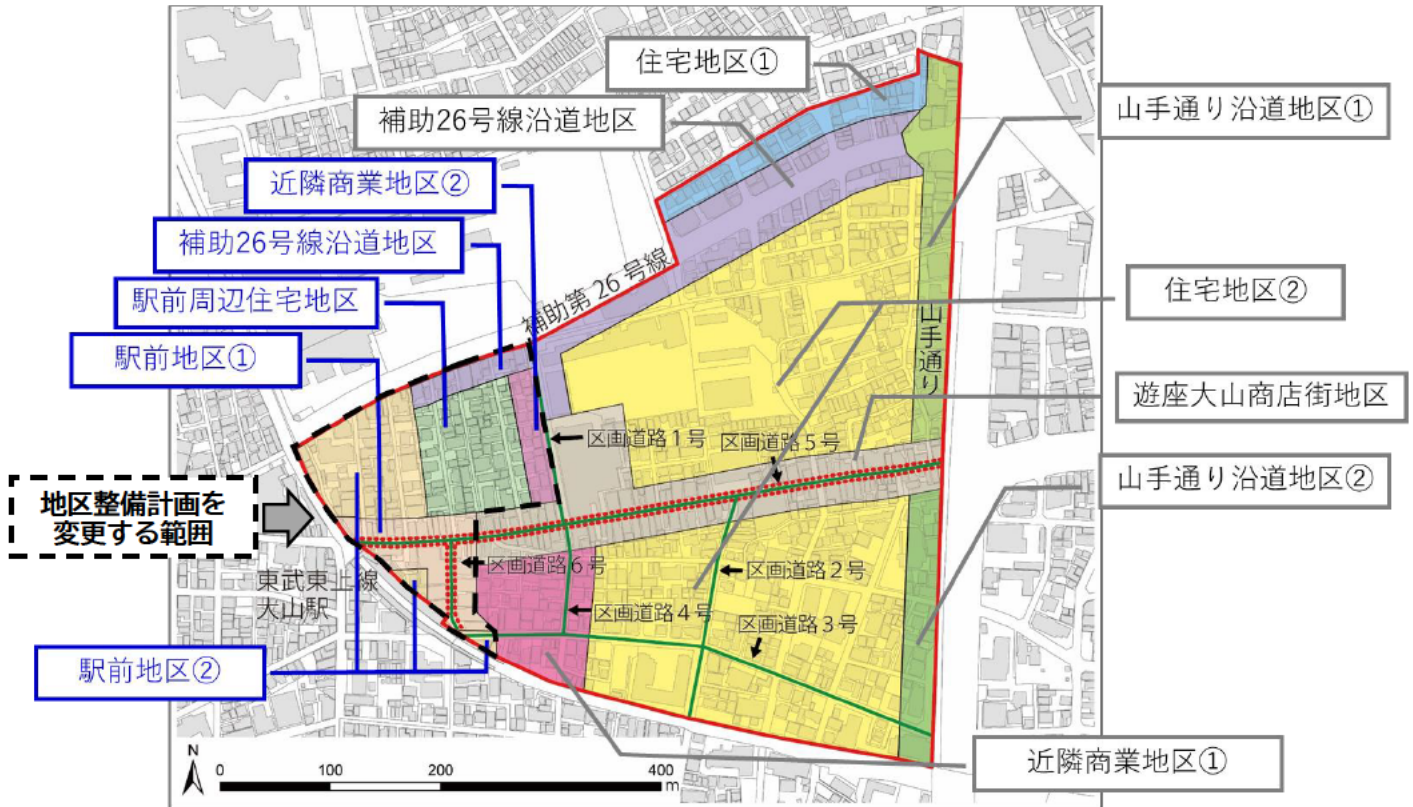 住宅地区①
補助26号線沿道地区
山手通り沿道地区①
近隣商業地区②
補助26号線沿道地区
駅前周辺住宅地区
駅前地区①
補助第26号線
山手通り
住宅地区②
遊座大山商店街地区
山手通り沿道地区②
区画道路1号
区画道路5号
地区整備計画を
変更する範囲
東武東上線
大山駅
区画道路6号
区画道路4号
区画道路2号
区画道路3号
駅前地区②
近隣商業地区①
N
0 100 200 400
m